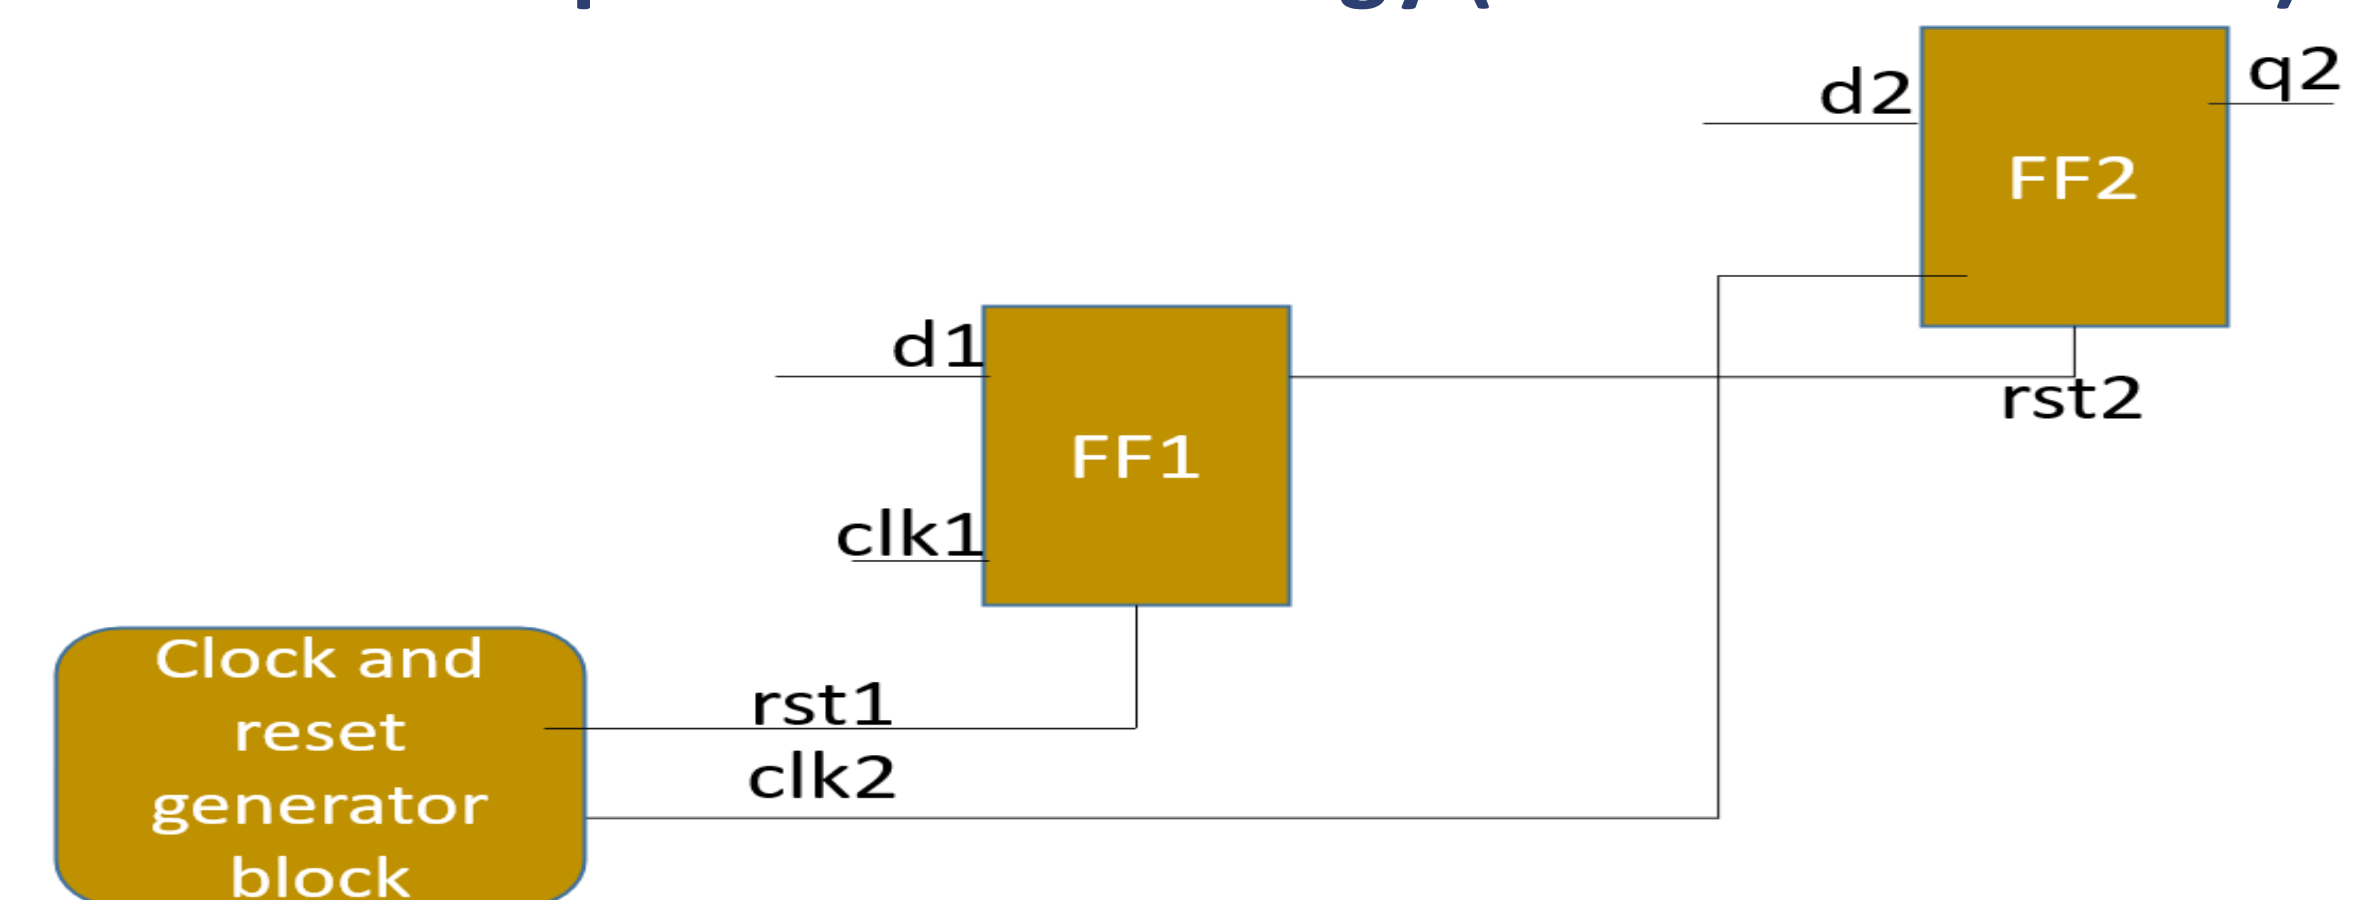 q2
d2
FF2
d1
rst2
FF1
clk1
Clock and
reset
generator
block
rst1
clk2